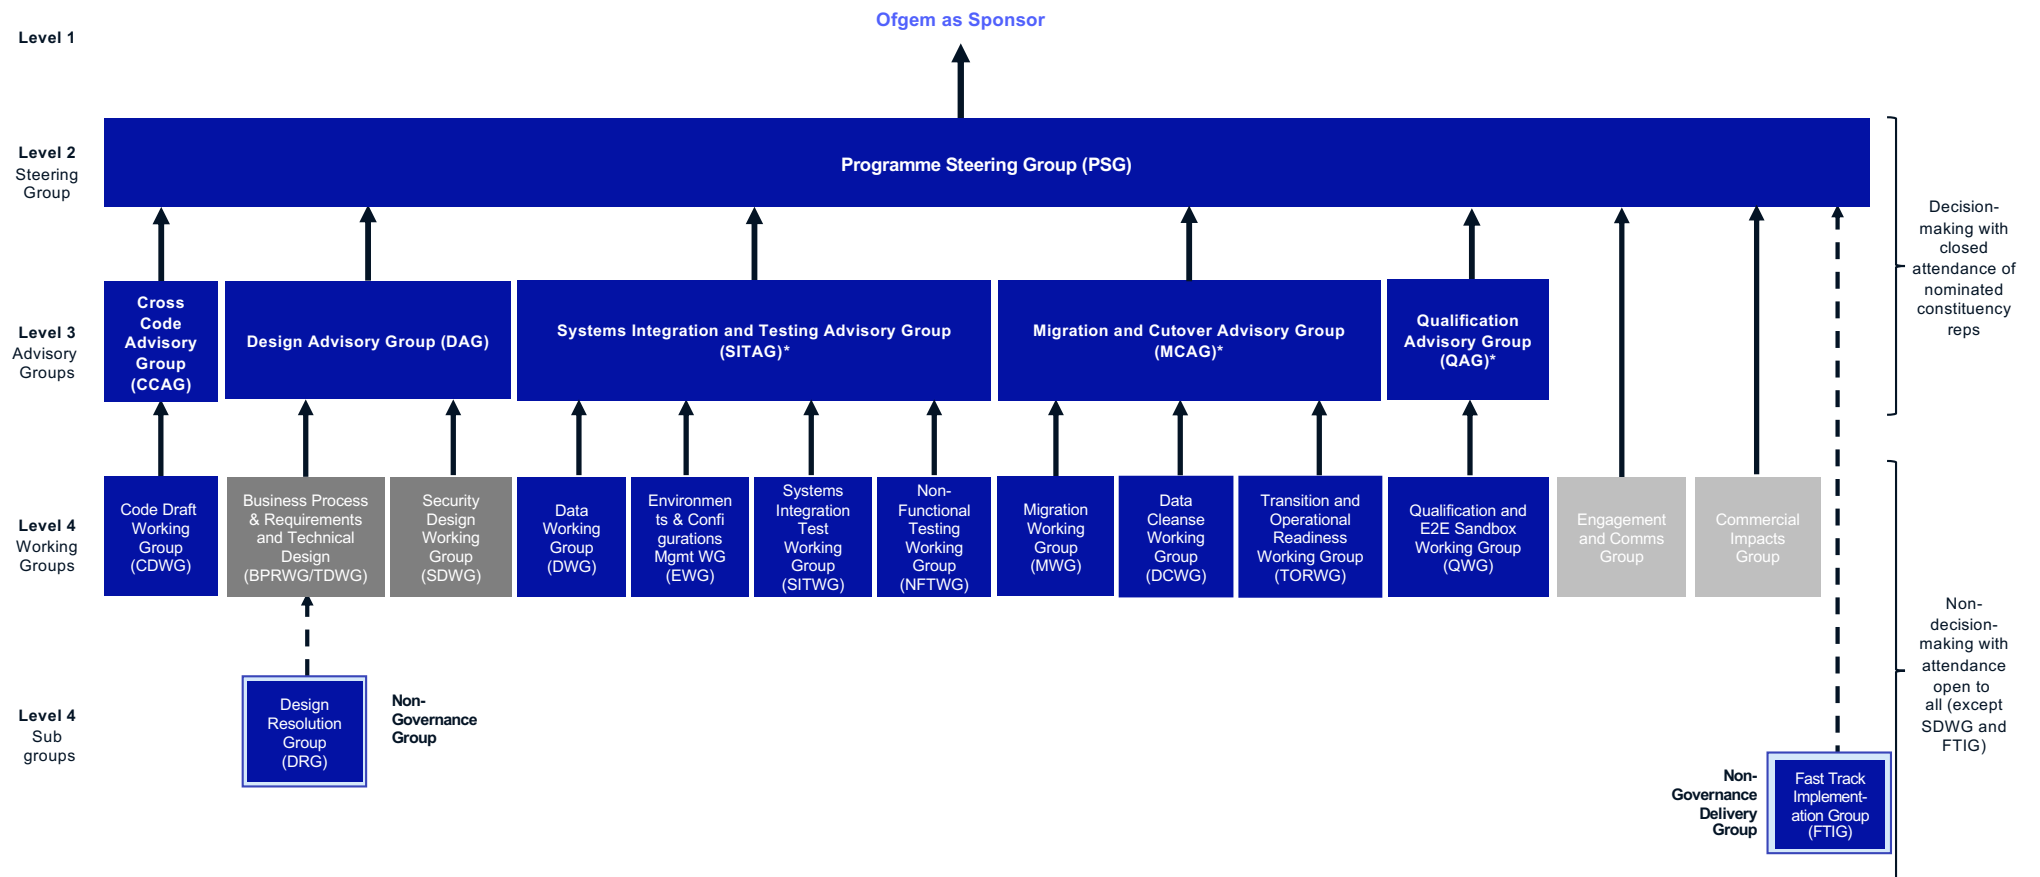 Ofgem as Sponsor
Level 1
Level 2
Steering
Group
Programme Steering Group (PSG)
Decision-
making with
closed
attendance of
nominated
constituency
reps
Level 3
Advisory
Groups
Cross
Code
Advisory
Group
(CCAG)
Design Advisory Group (DAG)
Systems Integration and Testing Advisory Group
(SITAG)*
Migration and Cutover Advisory Group
(MCAG)*
Qualification
Advisory Group
(QAG)*
Level 4
Working
Groups
Code Draft
Working
Group
(CDWG)
Business Process
& Requirements
and Technical
Design
(BPRWG/TDWG)
Security
Design
Working
Group
(SDWG)
Data
Working
Group
(DWG)
Environmen
ts & Confi
gurations
Mgmt WG
(EWG)
Systems
Integration
Test
Working
Group
(SITWG)
Non-
Functional
Testing
Working
Group
(NFTWG)
Migration
Working
Group
(MWG)
Data
Cleanse
Working
Group
(DCWG)
Transition and
Operational
Readiness
Working Group
(TORWG)
Qualification and
E2E Sandbox
Working Group
(QWG)
Engagement
and Comms
Group
Commercial
Impacts
Group
Non-
decision-
making with
attendance
open to
all (except
SDWG and
FTIG)
Level 4
Sub
groups
Design
Resolution
Group
(DRG)
Non-
Governance
Group
Non-
Governance
Delivery
Group
Fast Track
Implement-
ation Group
(FTIG)